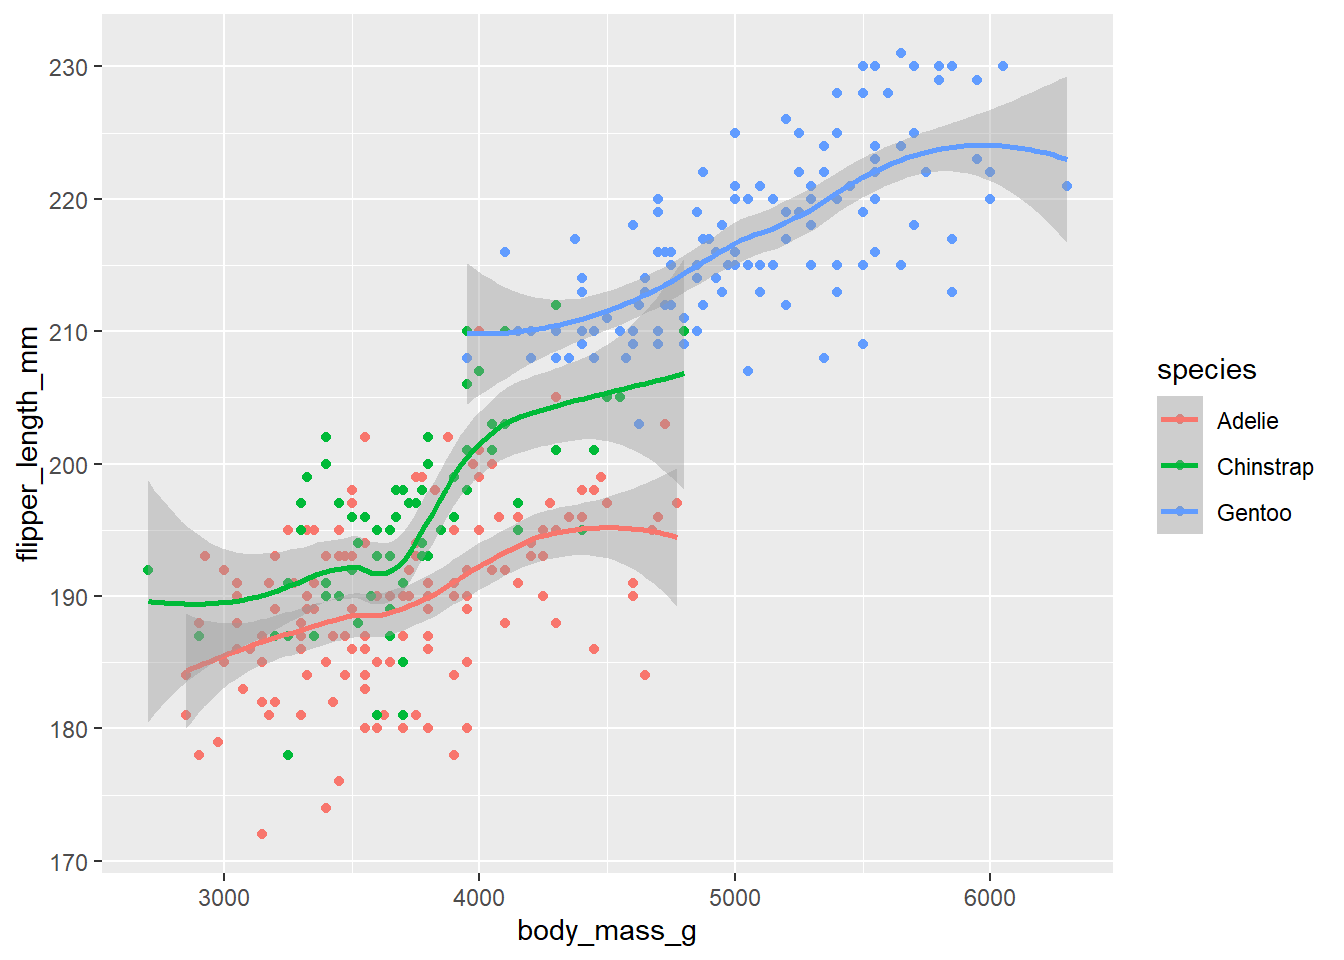 230
220
210
200
190
180
170
flipper_length_mm
3000 4000 5000 6000
body_mass_g
species
Adelie
Chinstrap
Gentoo